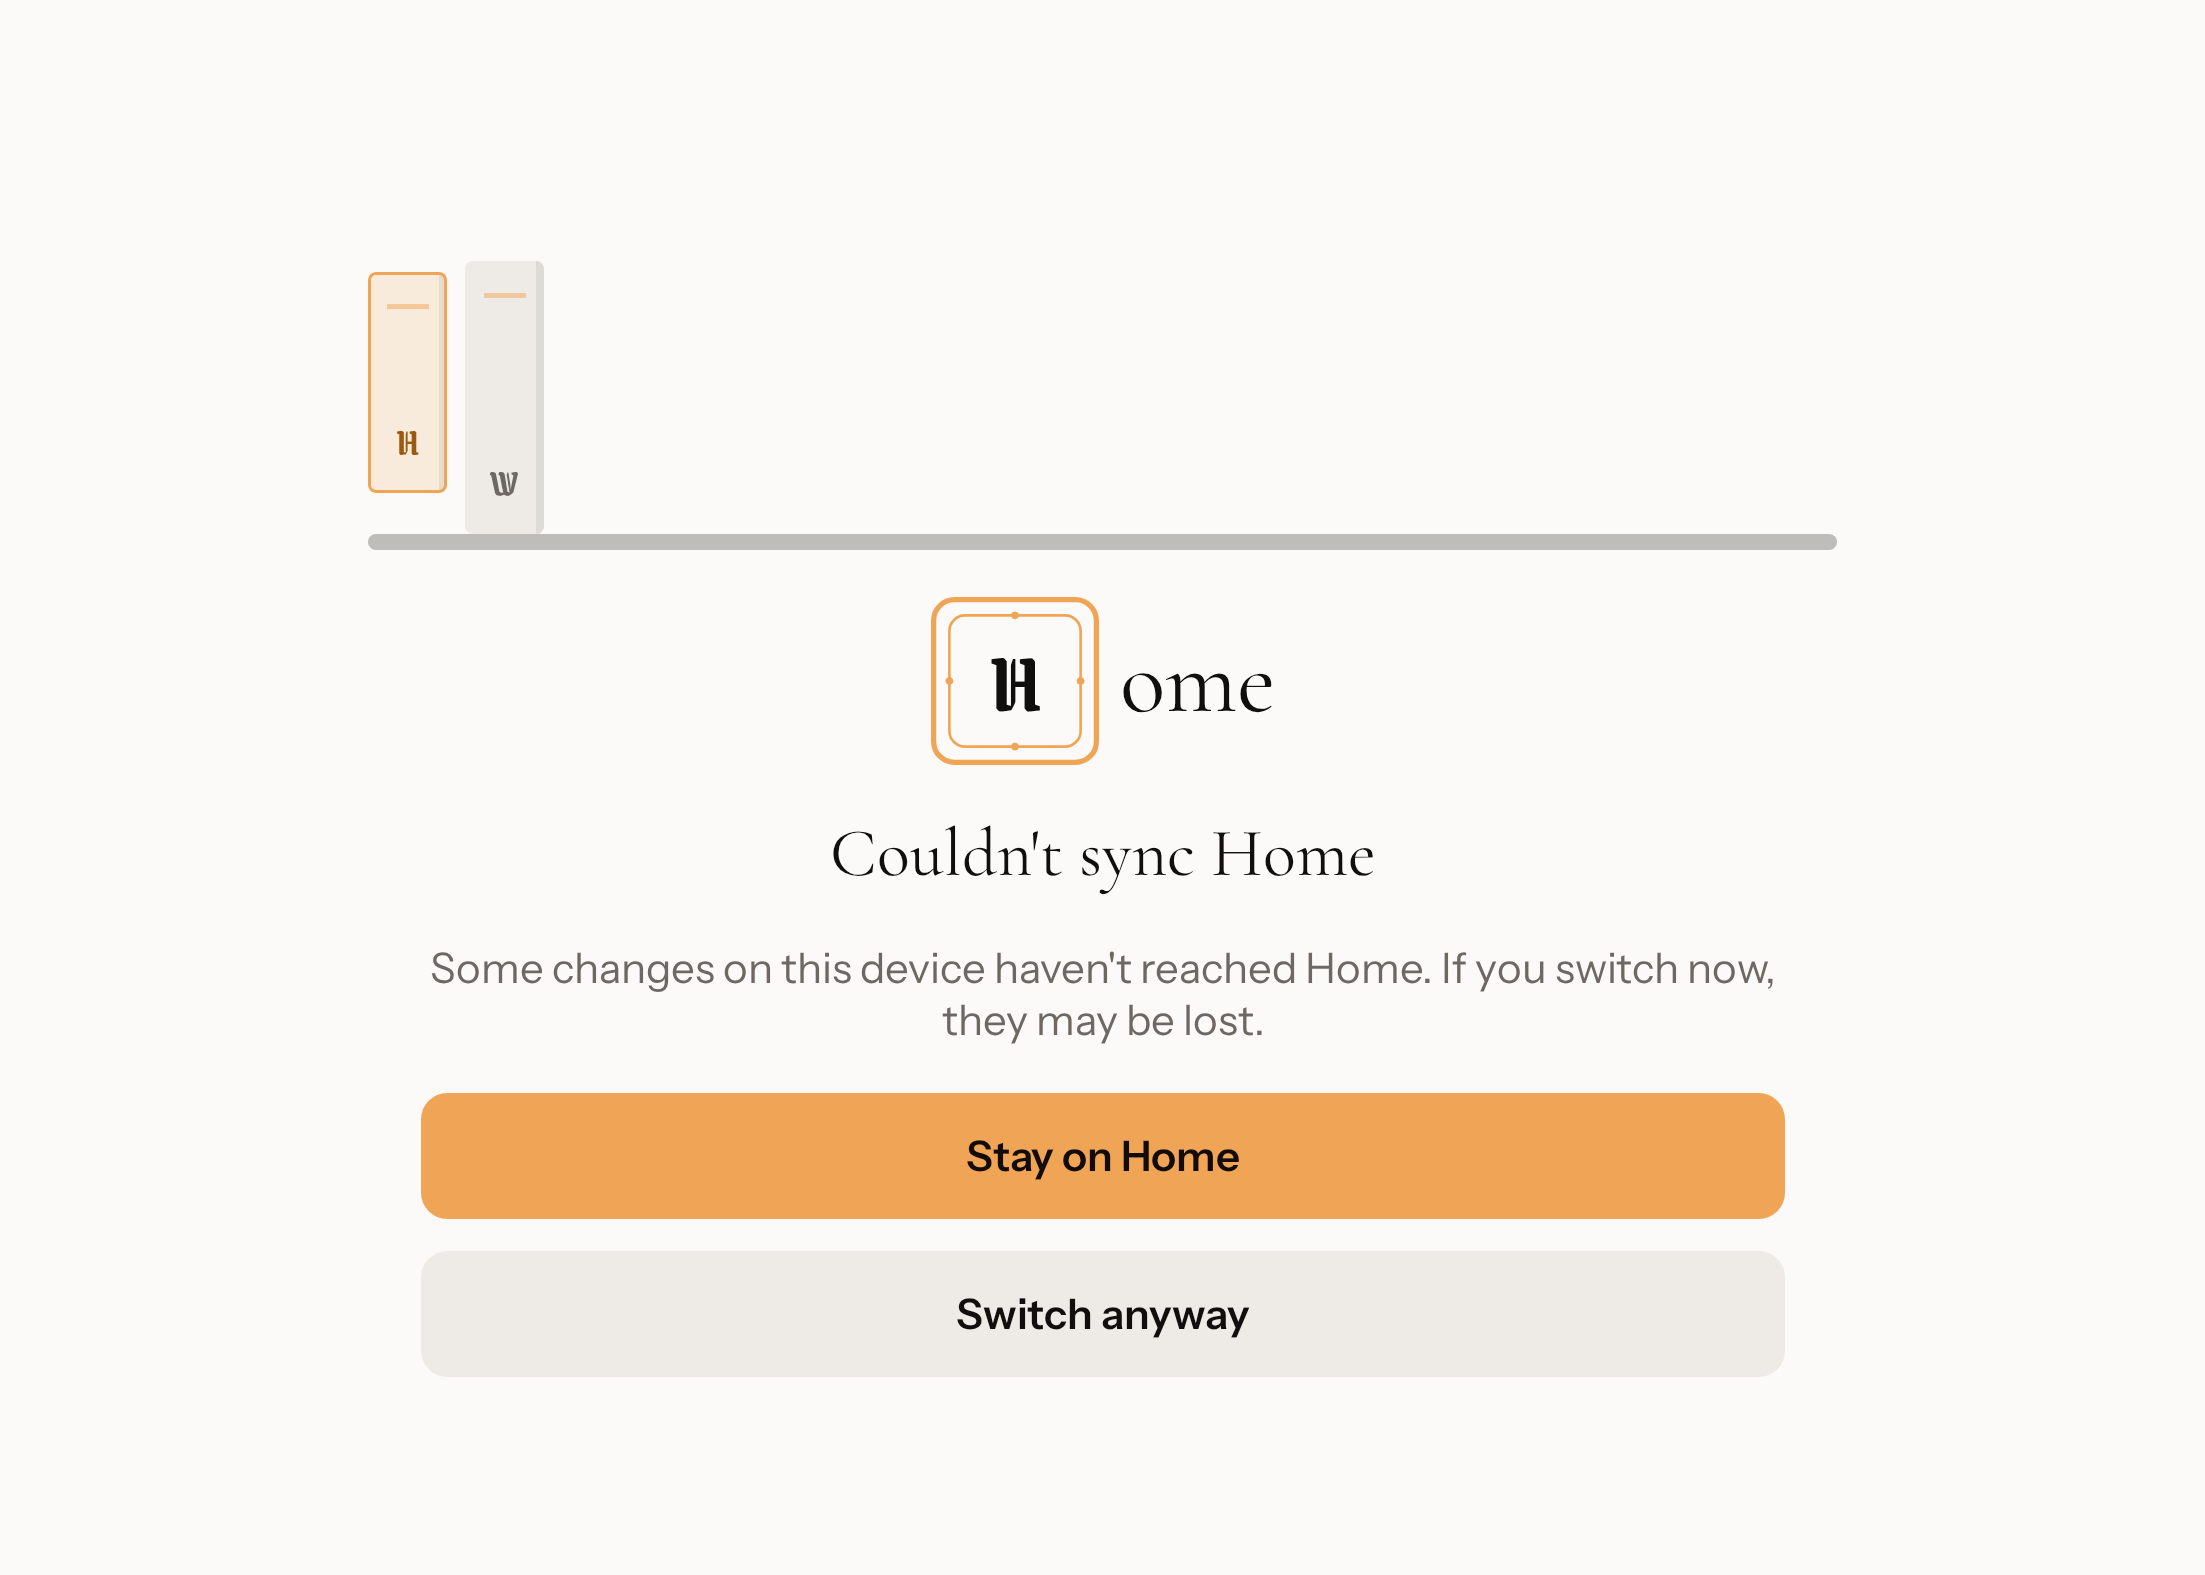 H
W
Home
Couldn't sync Home
Some changes on this device haven't reached Home. If you switch now,
they may be lost.
Stay on Home
Switch anyway